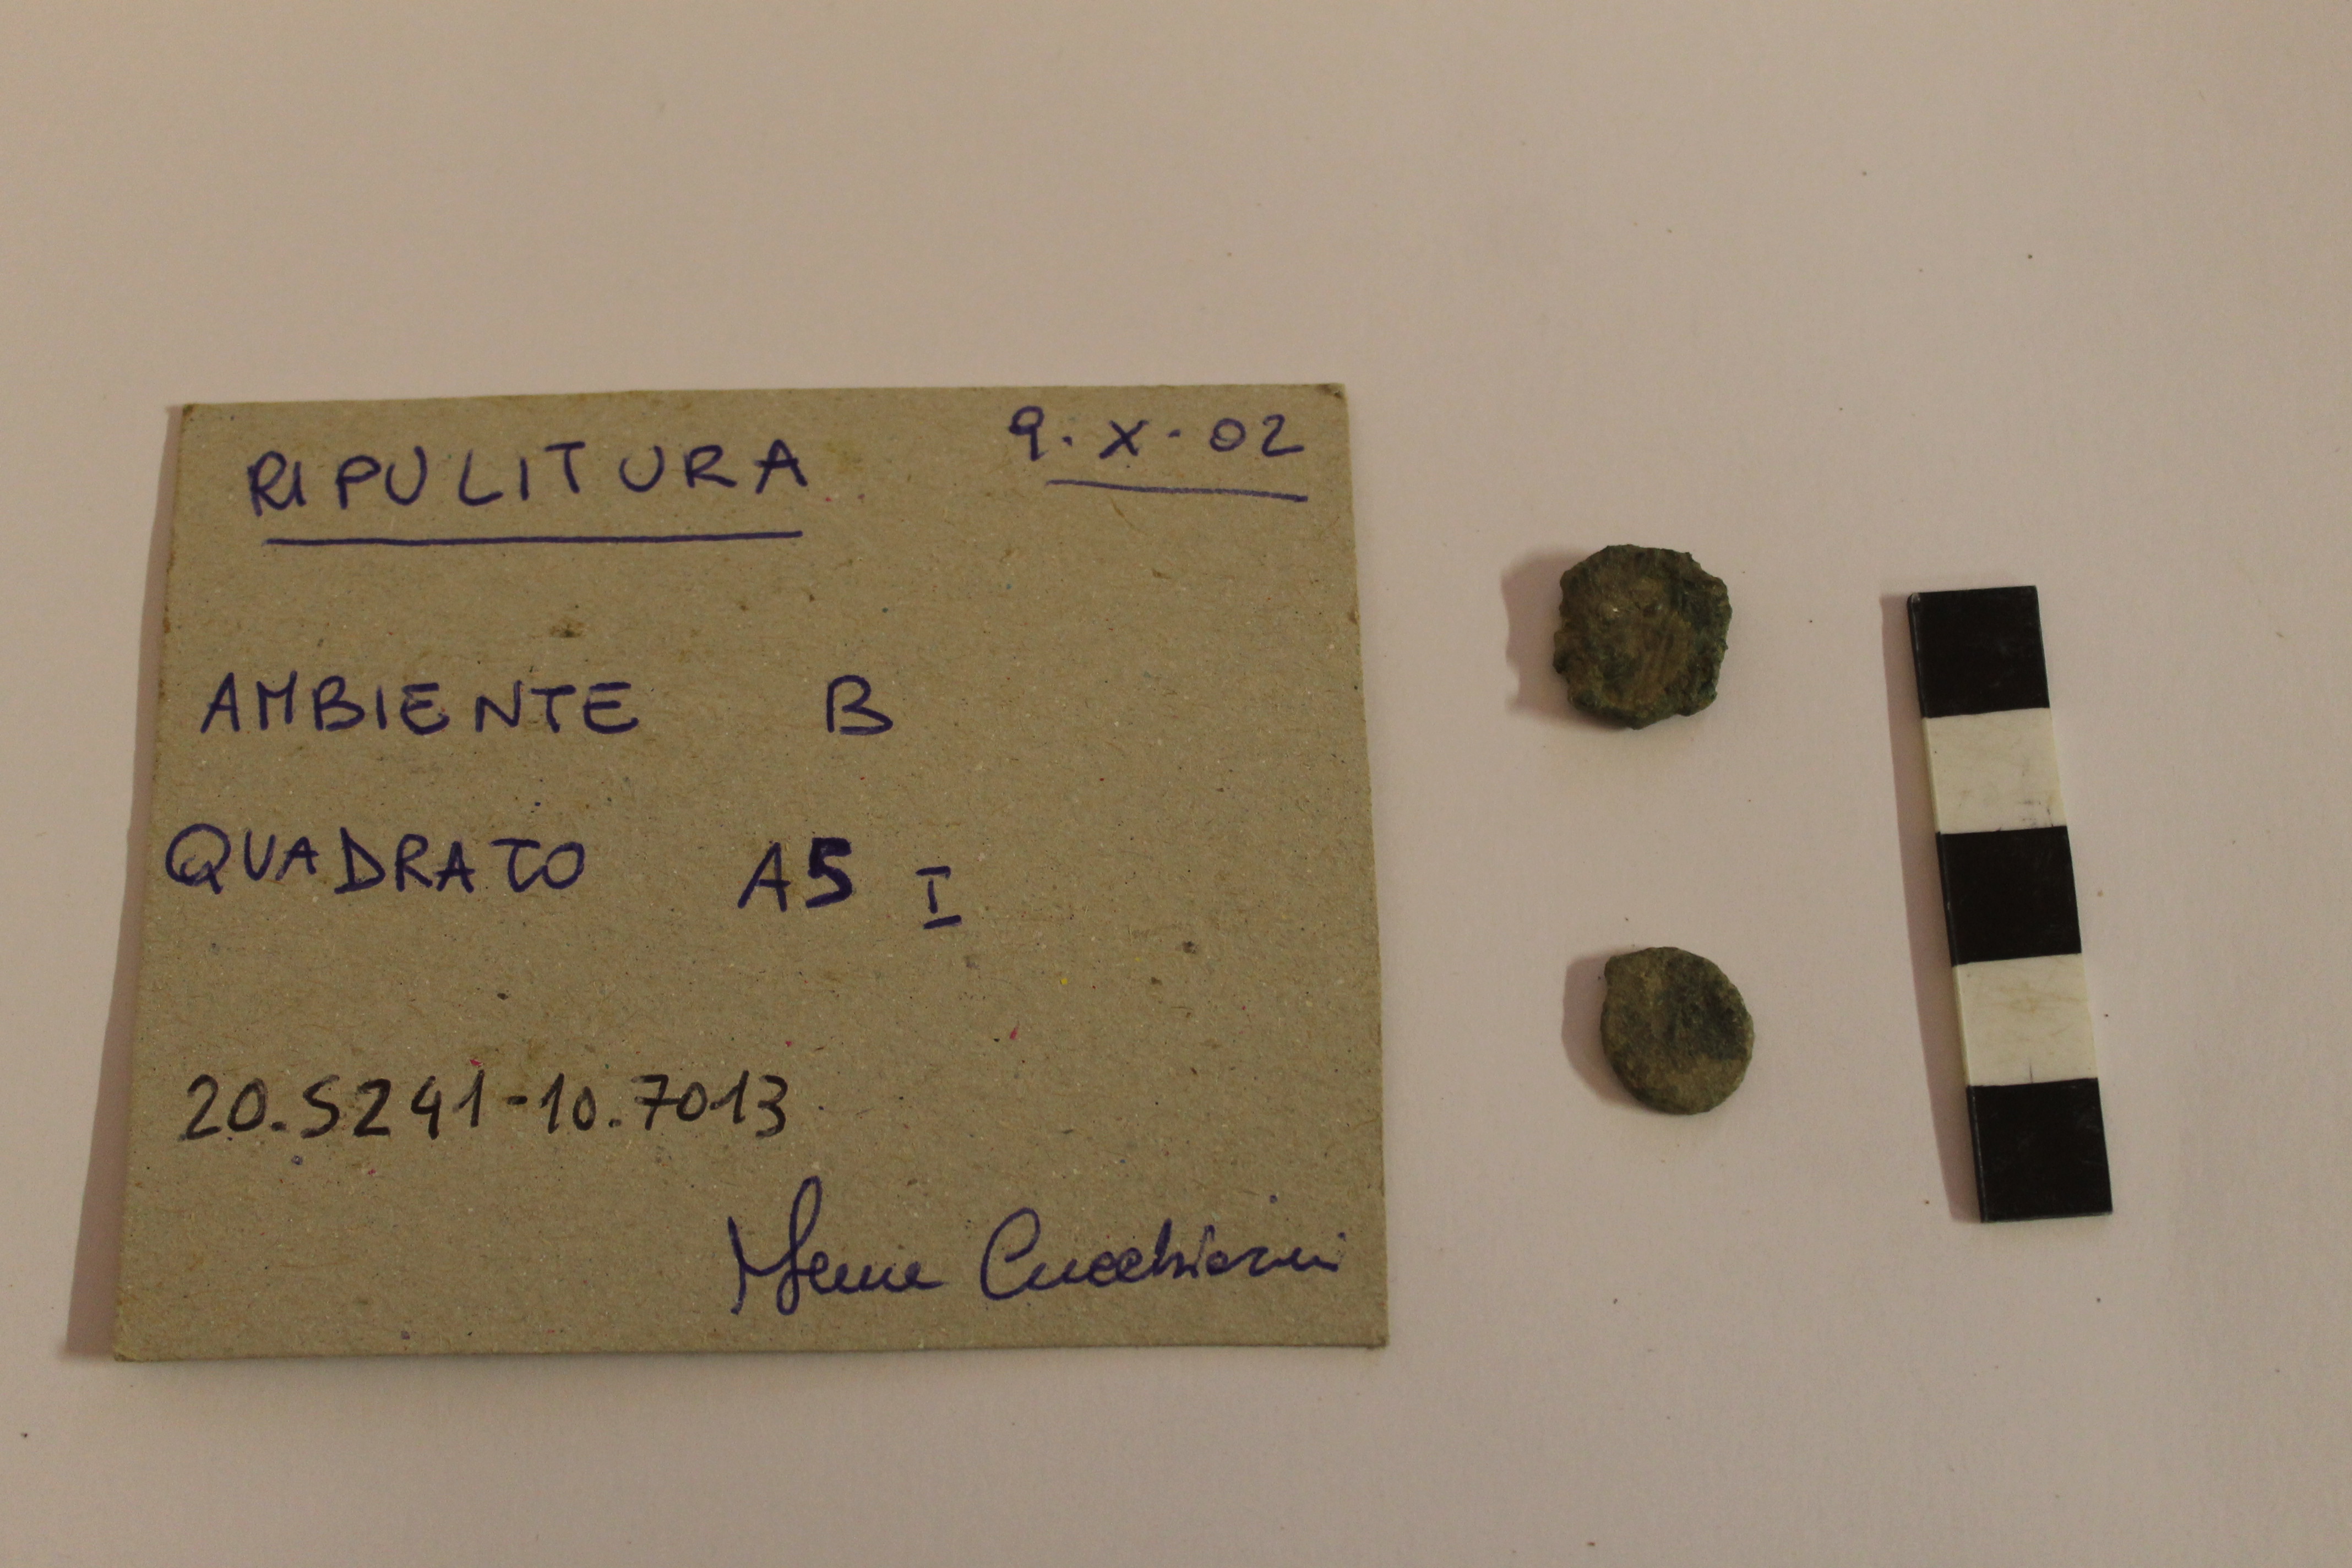 RIPULITURA 9.X.02
AMBIENTE B
QUADRATO A5 I
20.5241-10.7013